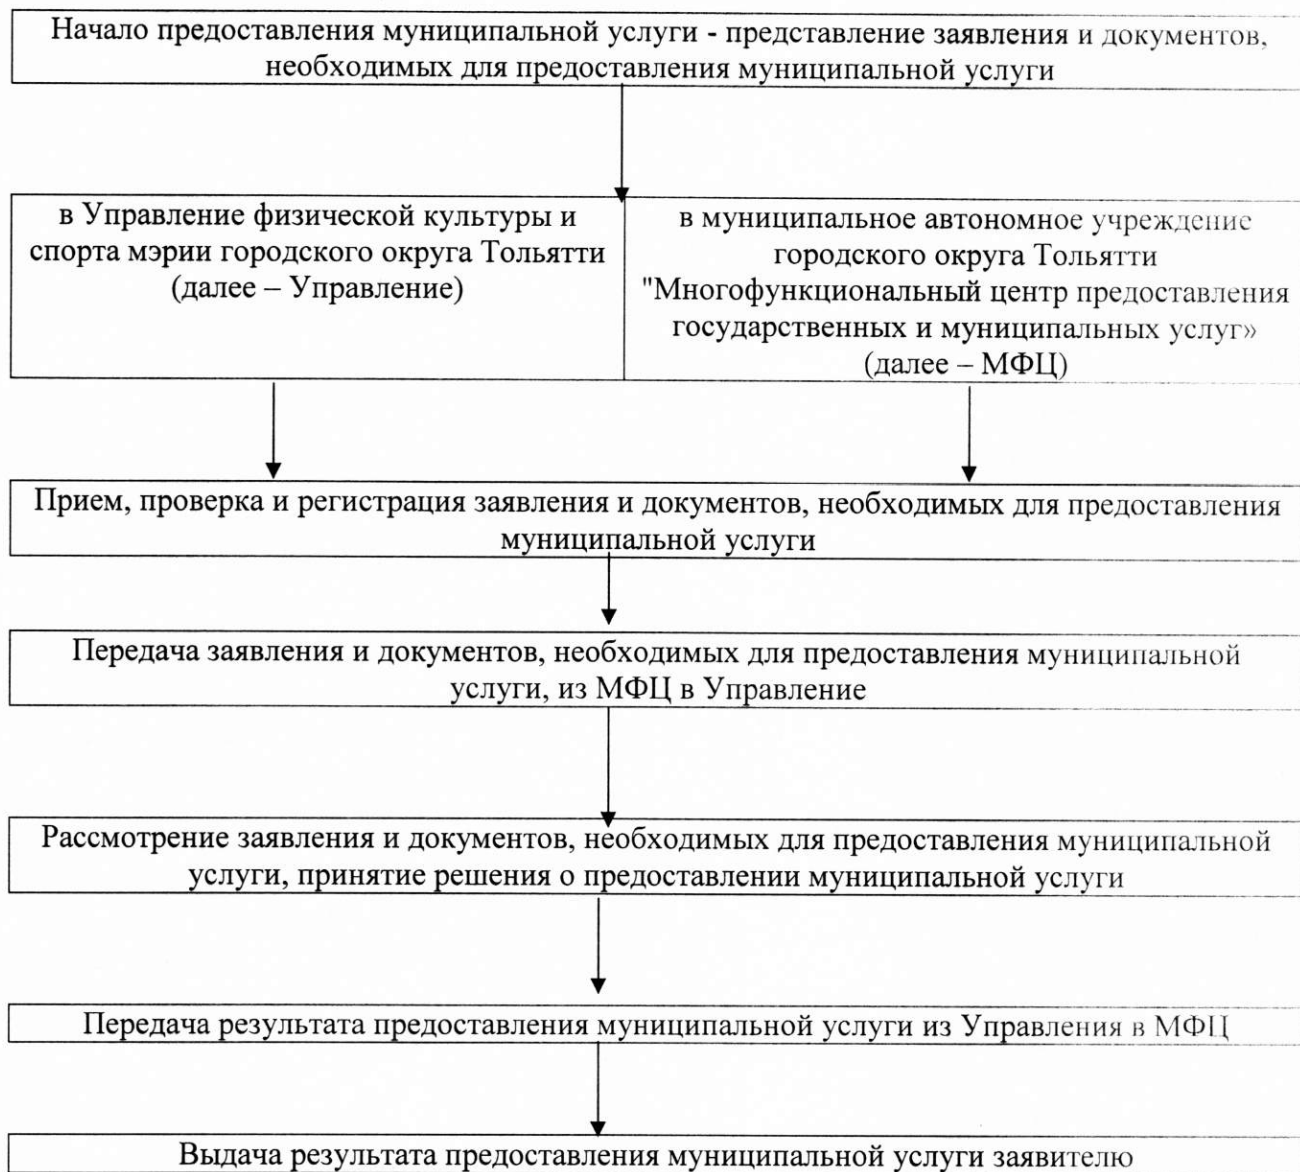 Начало предоставления муниципальной услуги - представление заявления и документов,
необходимых для предоставления муниципальной услуги
в Управление физической культуры и
спорта мэрии городского округа Тольятти
(далее – Управление)
в муниципальное автономное учреждение
городского округа Тольятти
"Многофункциональный центр предоставления
государственных и муниципальных услуг»
(далее – МФЦ)
Прием, проверка и регистрация заявления и документов, необходимых для предоставления
муниципальной услуги
Передача заявления и документов, необходимых для предоставления муниципальной
услуги, из МФЦ в Управление
Рассмотрение заявления и документов, необходимых для предоставления муниципальной
услуги, принятие решения о предоставлении муниципальной услуги
Передача результата предоставления муниципальной услуги из Управления в МФЦ
Выдача результата предоставления муниципальной услуги заявителю